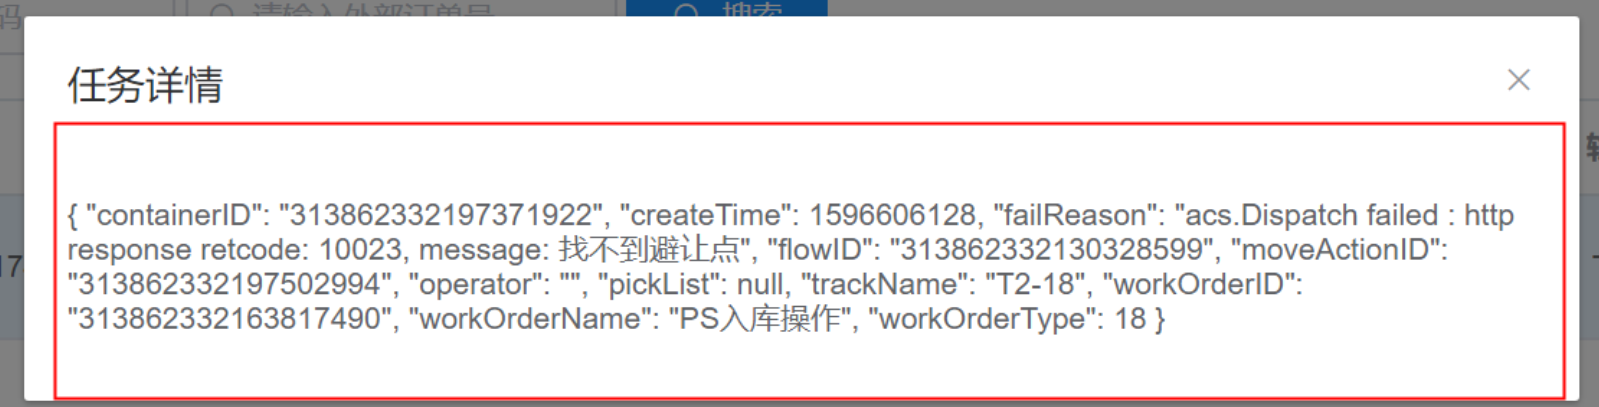 码 请输入外部订单号 搜索
任务详情
{ "containerID": "313862332197371922", "createTime": 1596606128, "failReason": "acs.Dispatch failed : http
response retcode: 10023, message: 找不到避让点", "flowID": "313862332130328599", "moveActionID":
17
"313862332197502994", "operator": "", "pickList": null, "trackName": "T2-18", "workOrderID":
"313862332163817490", "workOrderName": "PS入库操作", "workOrderType": 18 }